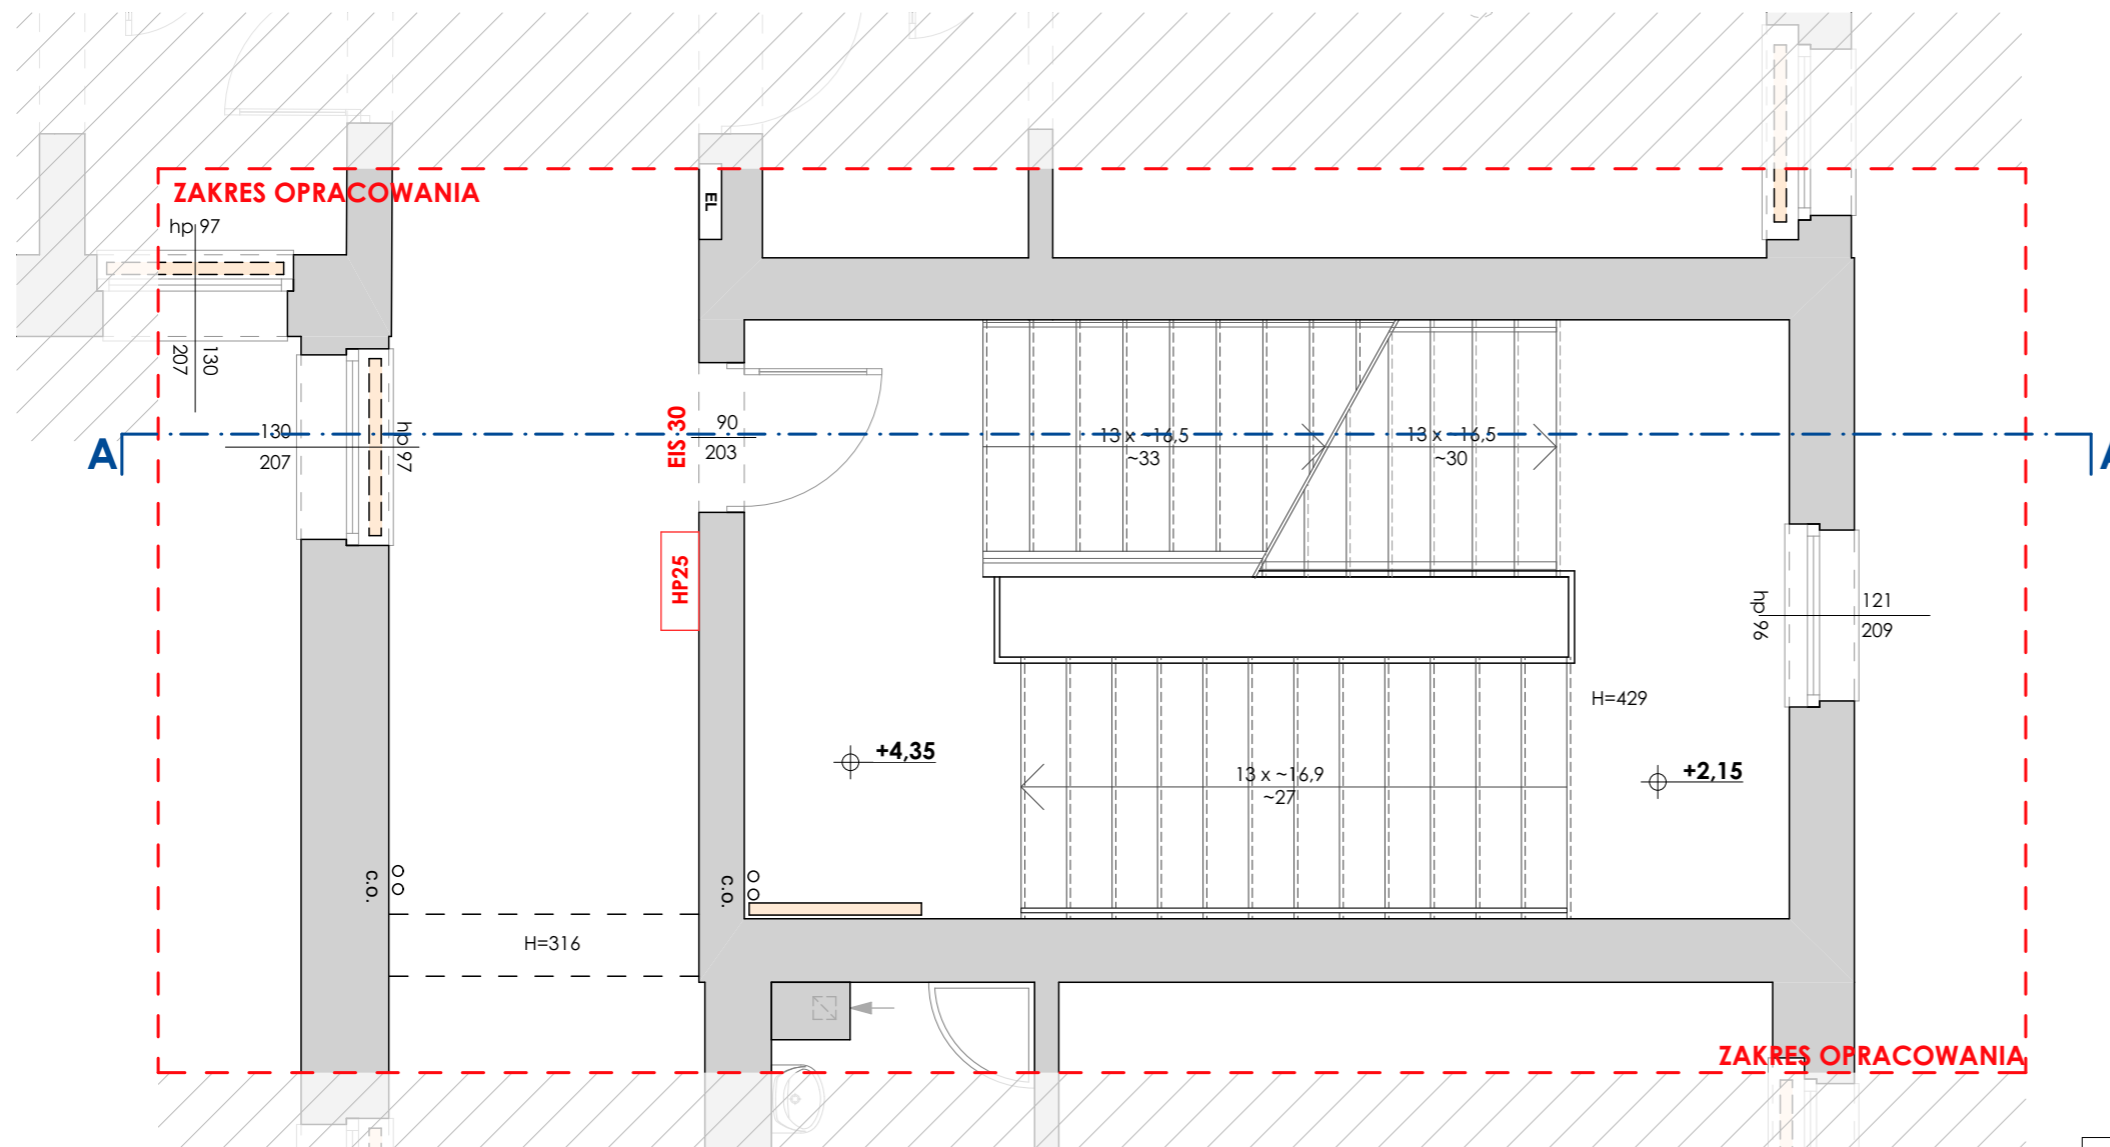 ZAKRES OPRACOWANIA
EL
hp 97
130
207
130
207
hp 97
A
EIS 30
90
203
13 x ~16,5
~33
13 x ~16,5
~30
HP25
hp 96
121
209
H=429
+4,35
+2,15
13 x ~16,9
~27
c.o.
c.o.
H=316
ZAKRES OPRACOWANIA